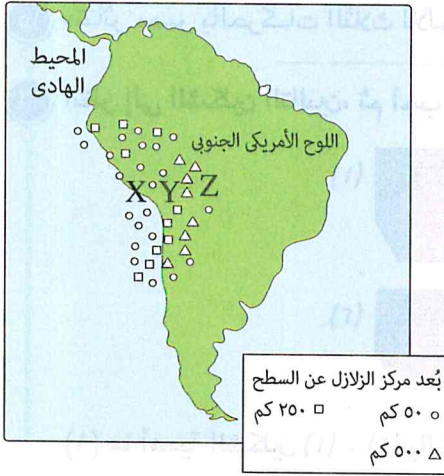 المحيط
الهادى
اللوح الأمريكى الجنوبى
X Y Z
بُعد مركز الزلازل عن السطح
○ ٥٠ كم □ ٢٥٠ كم
△ ٥٠٠ كم